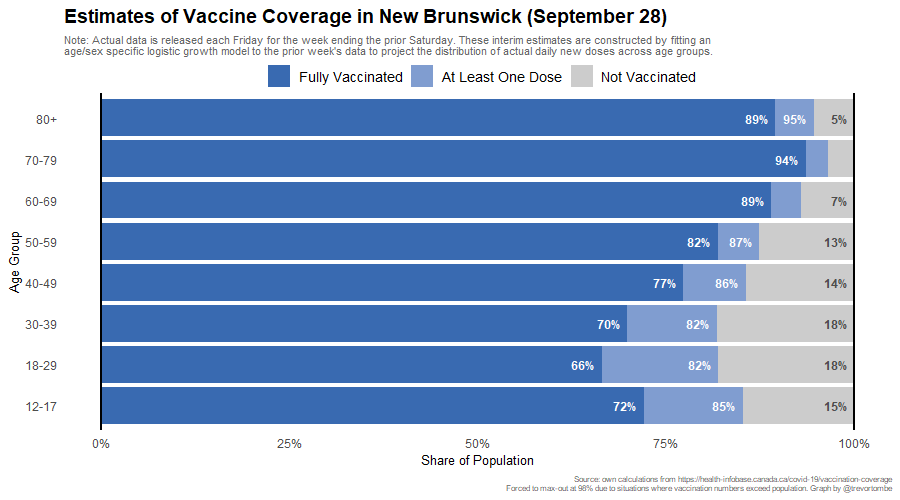 Estimates of Vaccine Coverage in New Brunswick (September 28)
Note: Actual data is released each Friday for the week ending the prior Saturday. These interim estimates are constructed by fitting an
age/sex specific logistic growth model to the prior week's data to project the distribution of actual daily new doses across age groups.
Fully Vaccinated At Least One Dose Not Vaccinated
80+ 89% 95% 5%
70-79 94%
60-69 89% 7%
50-59 82% 87% 13%
40-49 77% 86% 14%
30-39 70% 82% 18%
18-29 66% 82% 18%
12-17 72% 85% 15%
Age Group
0% 25% 50% 75% 100%
Share of Population
Source: own calculations from https://health-infobase.canada.ca/covid-19/vaccination-coverage
Forced to max-out at 98% due to situations where vaccination numbers exceed population. Graph by @trevortombe